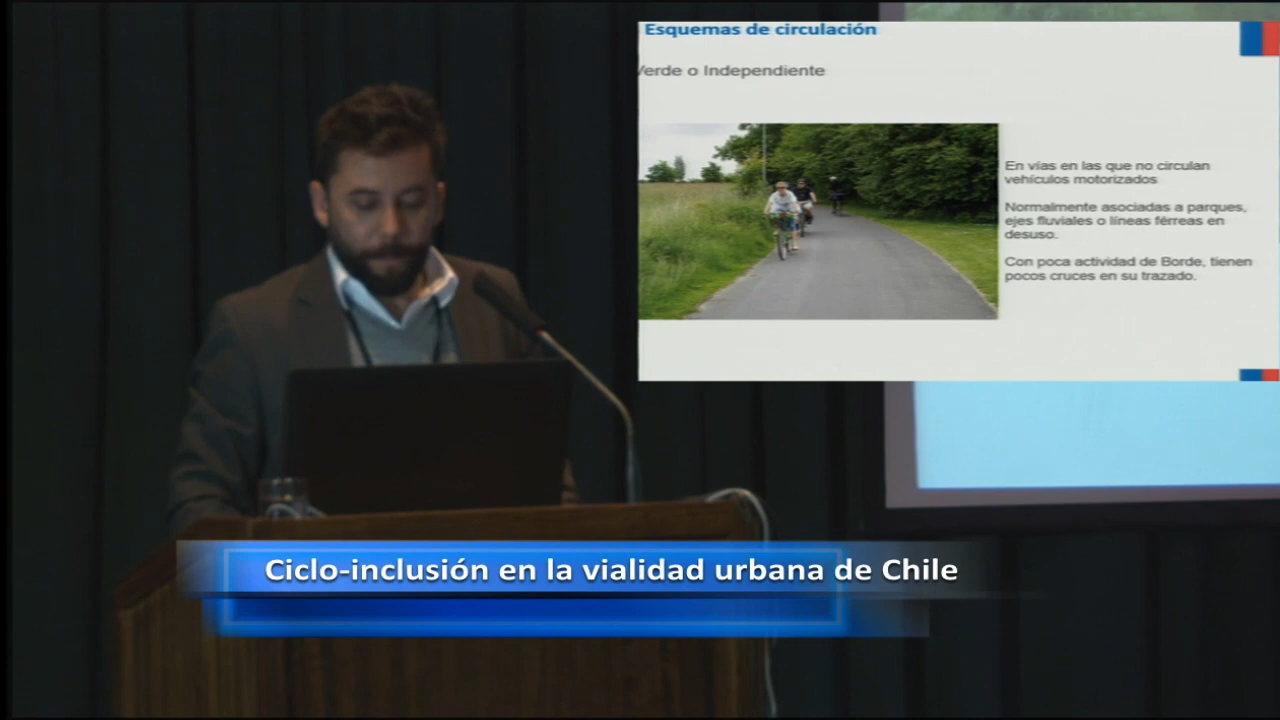 Esquemas de circulación
Verde o Independiente
En vías en las que no circulan
vehículos motorizados
Normalmente asociadas a parques,
ejes fluviales o líneas férreas en
desuso.
Con poca actividad de Borde, tienen
pocos cruces en su trazado.
Ciclo-inclusión en la vialidad urbana de Chile